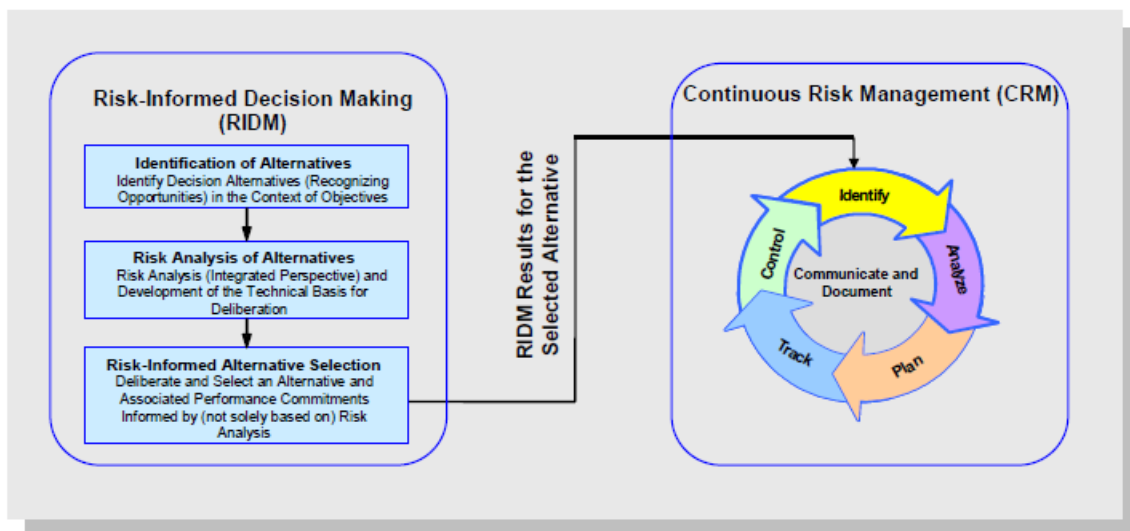 Risk-Informed Decision Making
(RIDM)
Identification of Alternatives
Identify Decision Alternatives (Recognizing
Opportunities) in the Context of Objectives
Risk Analysis of Alternatives
Risk Analysis (Integrated Perspective) and
Development of the Technical Basis for
Deliberation
Risk-Informed Alternative Selection
Deliberate and Select an Alternative and
Associated Performance Commitments
Informed by (not solely based on) Risk
Analysis
RIDM Results for the
Selected Alternative
Continuous Risk Management (CRM)
Identify
Analyze
Plan
Track
Control
Communicate and
Document